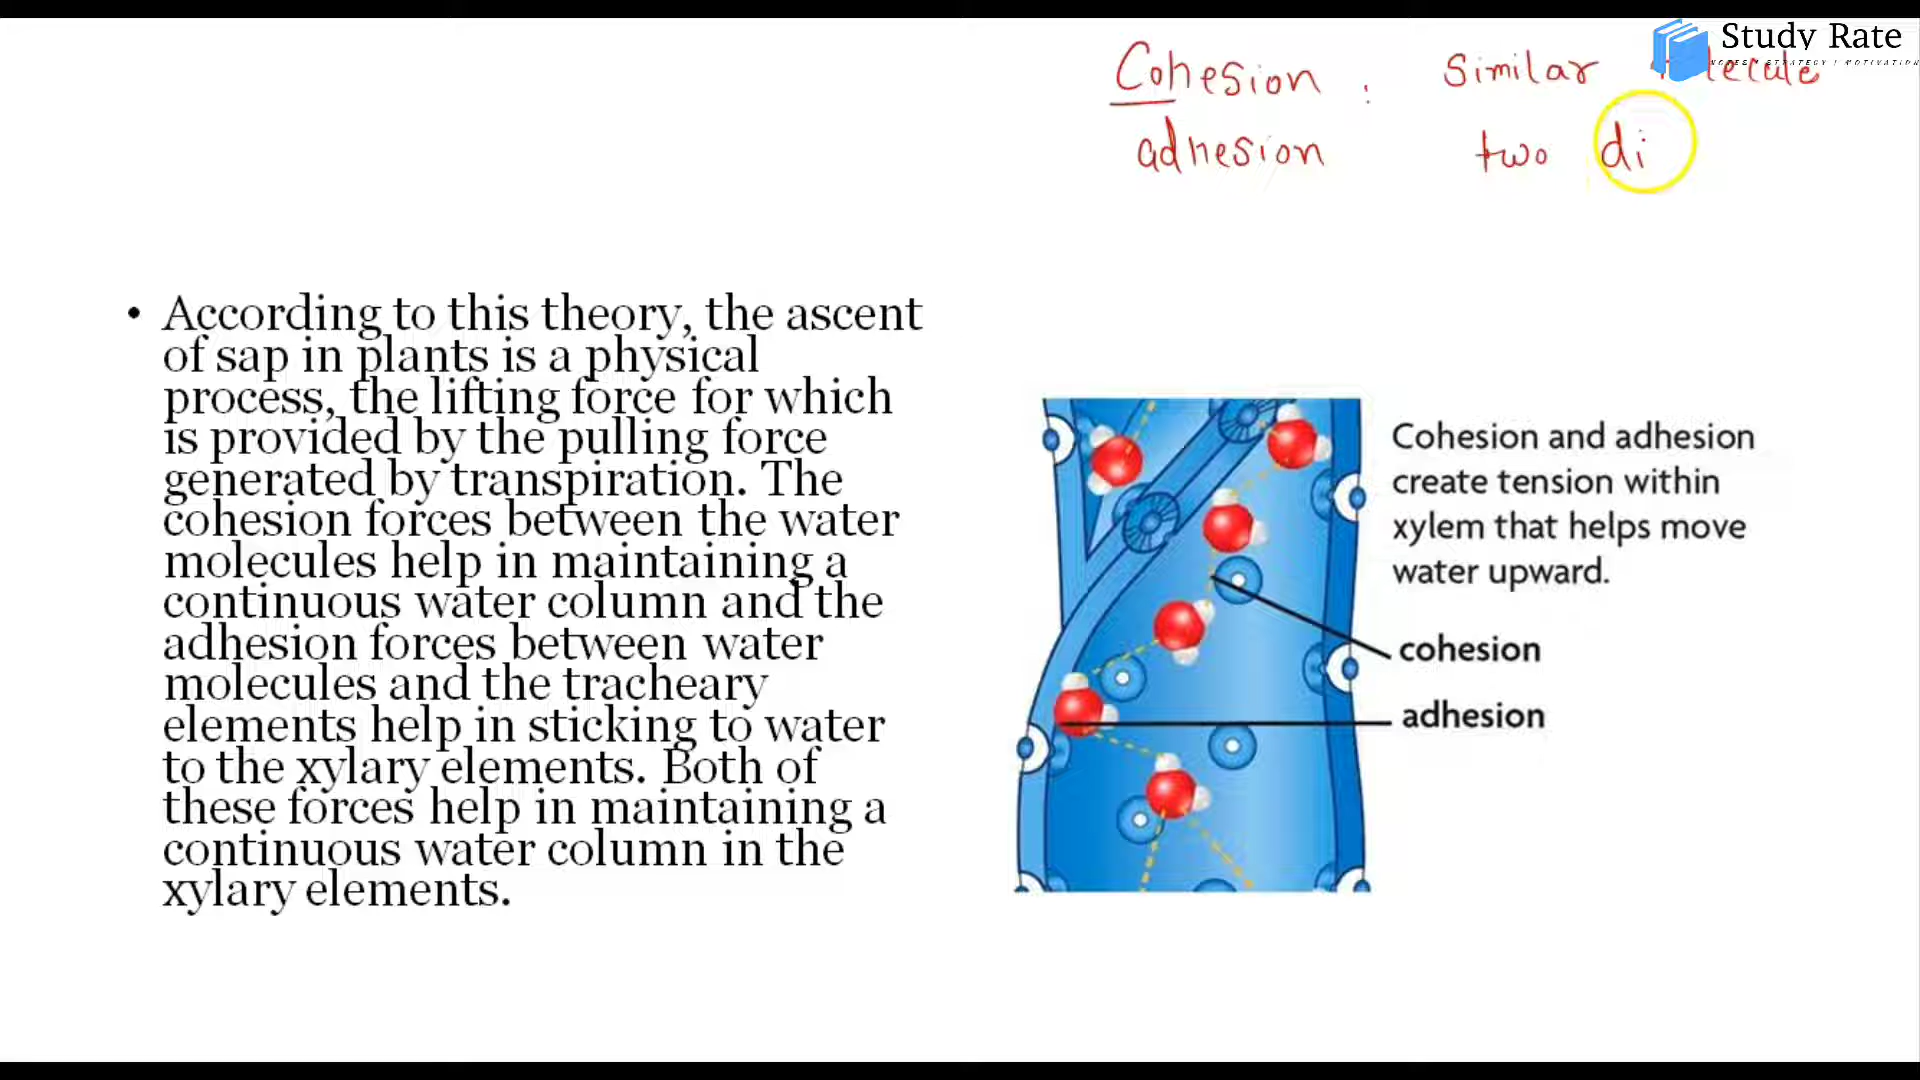 Study Rate
Cohesion : Similar
adhesion two di
• According to this theory, the ascent
of sap in plants is a physical
process, the lifting force for which
is provided by the pulling force
generated by transpiration. The
cohesion forces between the water
molecules help in maintaining a
continuous water column and the
adhesion forces between water
molecules and the tracheary
elements help in sticking to water
to the xylary elements. Both of
these forces help in maintaining a
continuous water column in the
xylary elements.
Cohesion and adhesion
create tension within
xylem that helps move
water upward.
cohesion
adhesion